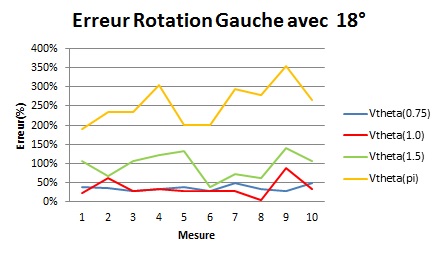 Erreur Rotation Gauche avec 18°
400%
350%
300%
250%
200%
150%
100%
50%
0%
Erreur(%)
1 2 3 4 5 6 7 8 9 10
Mesure
Vtheta(0.75)
Vtheta(1.0)
Vtheta(1.5)
Vtheta(pi)